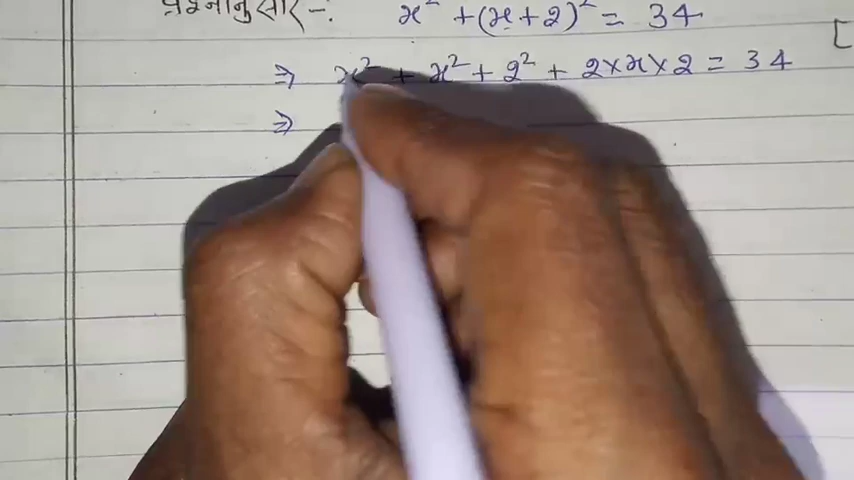 प्रश्नानुसार -: x² + (x + 2)² = 34
⇒ x² + x² + 2² + 2 × x × 2 = 34 [
⇒